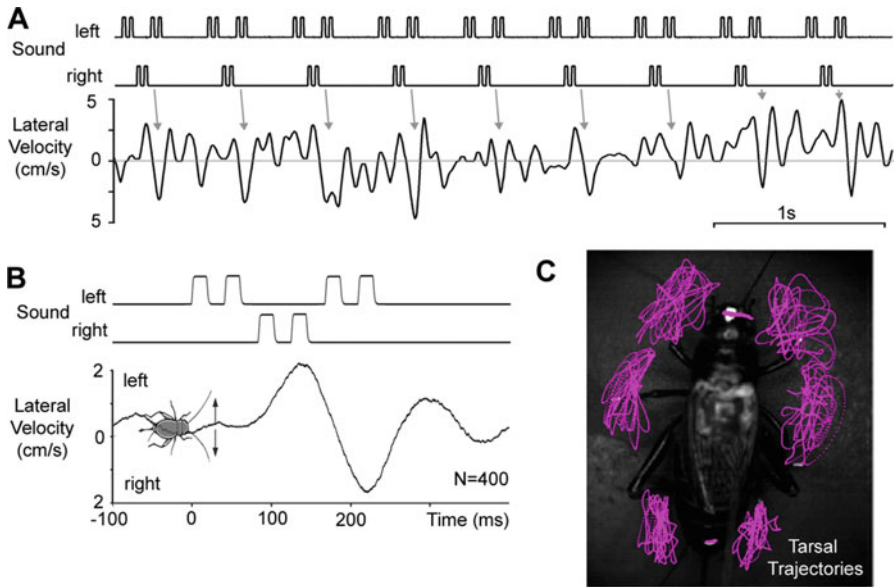 A
left
Sound
right
5
Lateral
Velocity
(cm/s)
0
5
1s
B
left
Sound
right
2
left
Lateral
Velocity
(cm/s)
0
right
N=400
2
-100 0 100 200 Time (ms)
C
Tarsal
Trajectories